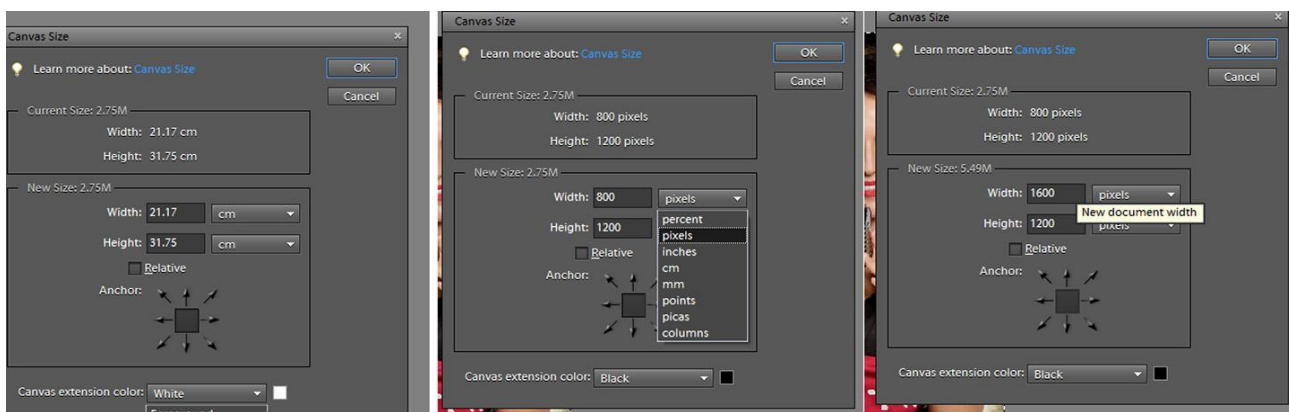 Canvas Size
Learn more about: Canvas Size
OK
Cancel
Current Size: 2.75M
Width: 21.17 cm
Height: 31.75 cm
New Size: 2.75M
Width: 21.17 cm
Height: 31.75 cm
Relative
Anchor:
Canvas extension color: White
Canvas Size
Learn more about: Canvas Size
OK
Cancel
Current Size: 2.75M
Width: 800 pixels
Height: 1200 pixels
New Size: 2.75M
Width: 800 pixels
Height: 1200
percent
pixels
inches
cm
mm
points
picas
columns
Relative
Anchor:
Canvas extension color: Black
Canvas Size
Learn more about: Canvas Size
OK
Cancel
Current Size: 2.75M
Width: 800 pixels
Height: 1200 pixels
New Size: 5.49M
Width: 1600 pixels
New document width
Height: 1200 pixels
Relative
Anchor:
Canvas extension color: Black